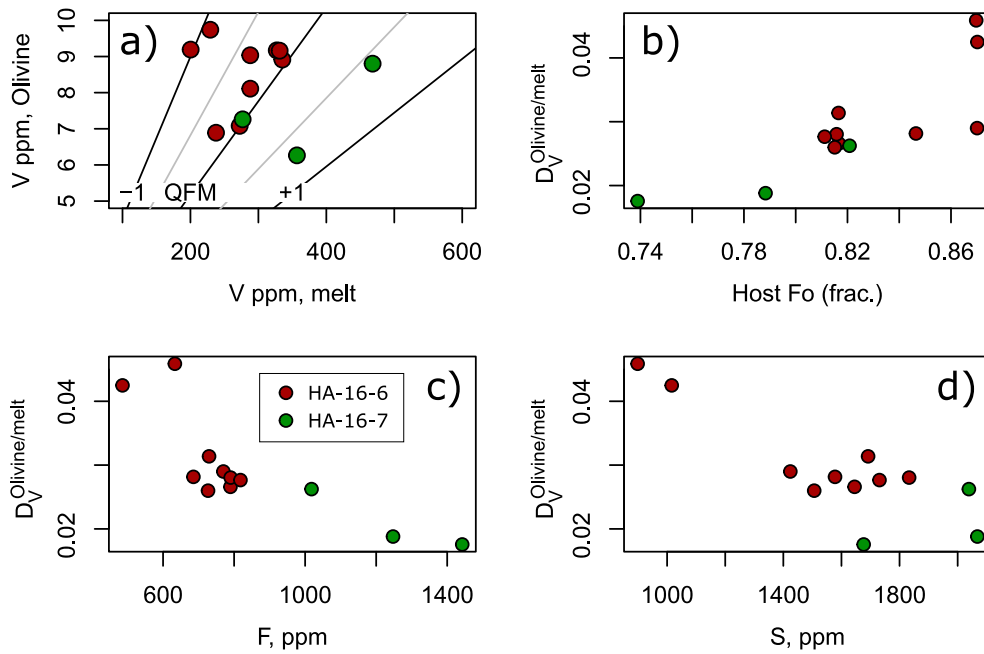 a)
V ppm, Olivine
10
9
8
7
6
5
−1 QFM +1
200 400 600
V ppm, melt
b)
D_V^Olivine/melt
0.04
0.02
0.74 0.78 0.82 0.86
Host Fo (frac.)
c)
HA-16-6
HA-16-7
D_V^Olivine/melt
0.04
0.02
600 1000 1400
F, ppm
d)
D_V^Olivine/melt
0.04
0.02
1000 1400 1800
S, ppm